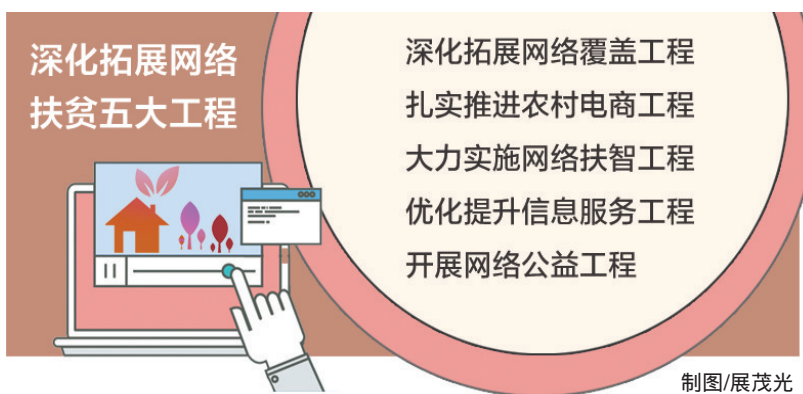 深化拓展网络
扶贫五大工程
深化拓展网络覆盖工程
扎实推进农村电商工程
大力实施网络扶智工程
优化提升信息服务工程
开展网络公益工程
制图/展茂光